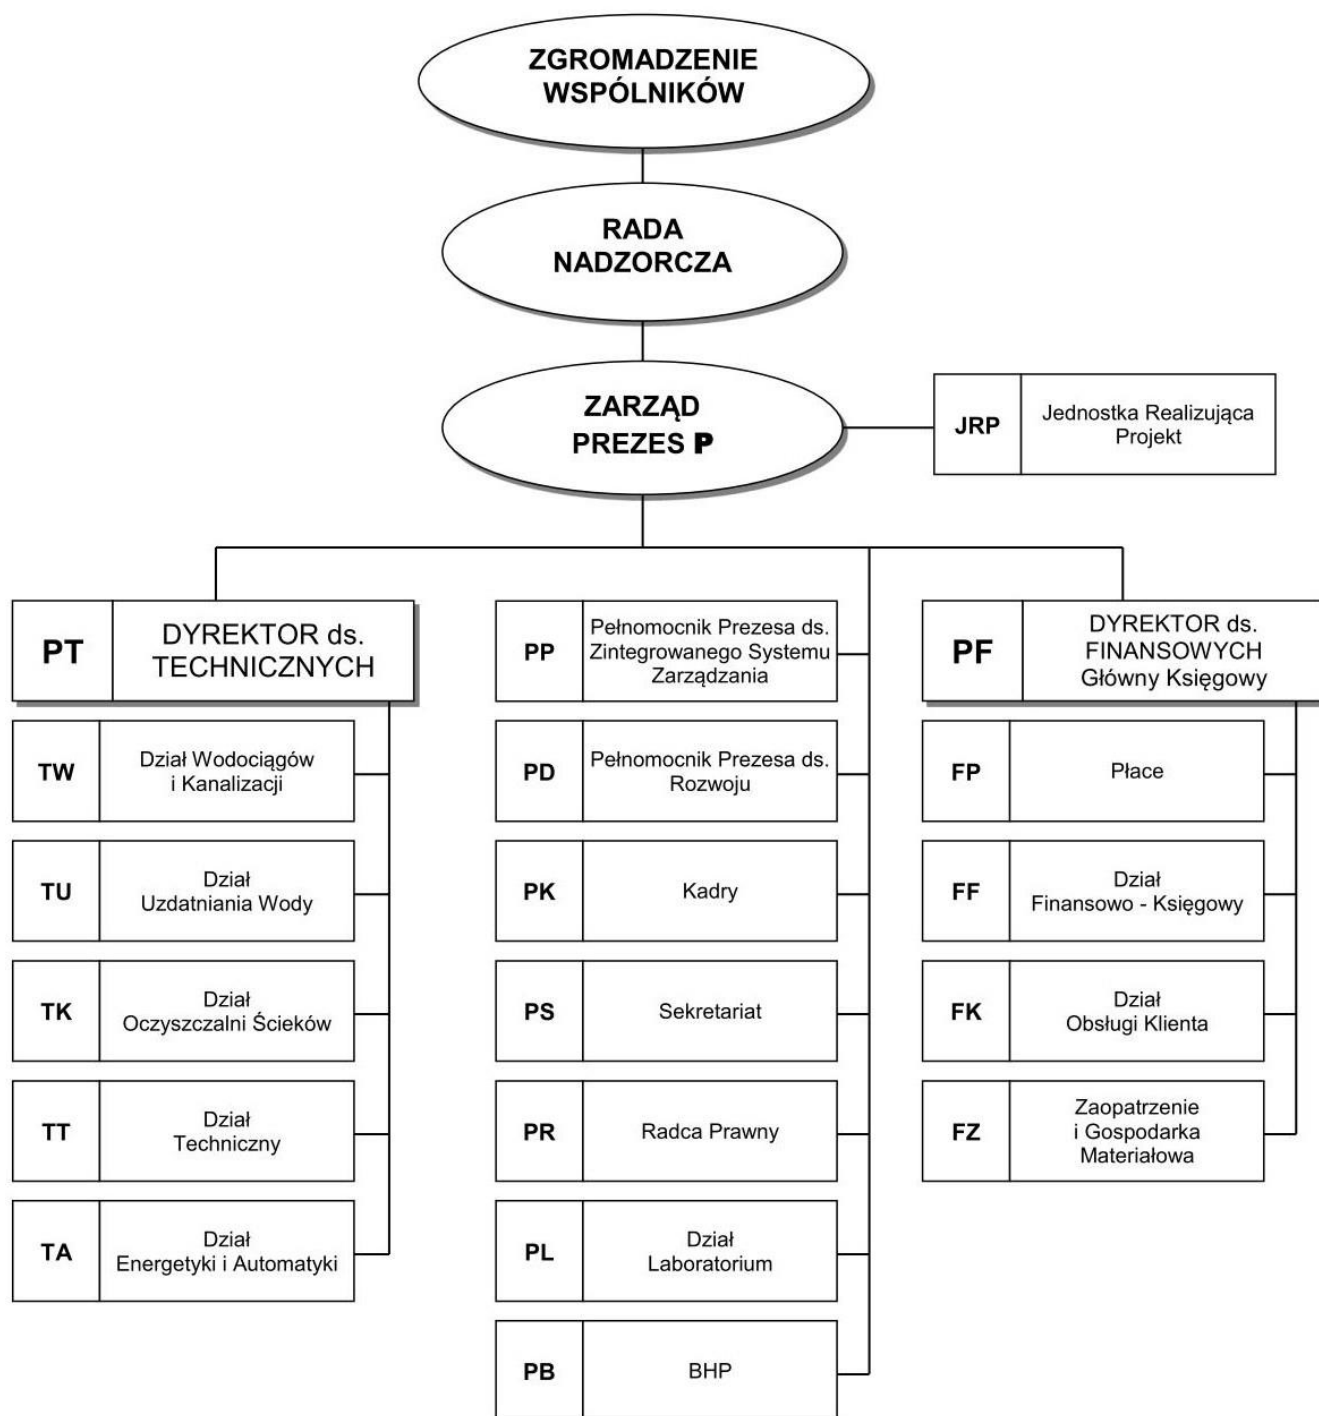 ZGROMADZENIE
WSPÓLNIKÓW
RADA
NADZORCZA
ZARZĄD
PREZES P
JRP
Jednostka Realizująca
Projekt
PT
DYREKTOR ds.
TECHNICZNYCH
TW
Dział Wodociągów
i Kanalizacji
TU
Dział
Uzdatniania Wody
TK
Dział
Oczyszczalni Ścieków
TT
Dział
Techniczny
TA
Dział
Energetyki i Automatyki
PP
Pełnomocnik Prezesa ds.
Zintegrowanego Systemu
Zarządzania
PD
Pełnomocnik Prezesa ds.
Rozwoju
PK
Kadry
PS
Sekretariat
PR
Radca Prawny
PL
Dział
Laboratorium
PB
BHP
PF
DYREKTOR ds.
FINANSOWYCH
Główny Księgowy
FP
Płace
FF
Dział
Finansowo - Księgowy
FK
Dział
Obsługi Klienta
FZ
Zaopatrzenie
i Gospodarka
Materiałowa